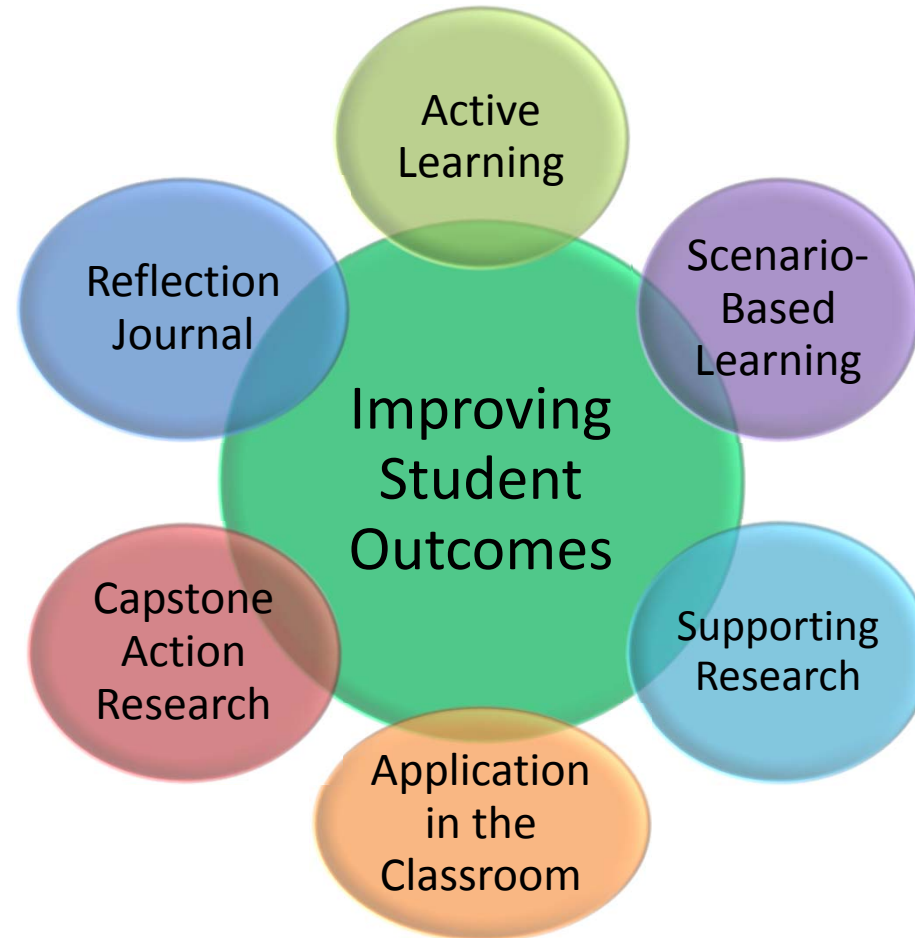 Active
Learning
Scenario-
Based
Learning
Supporting
Research
Application
in the
Classroom
Capstone
Action
Research
Reflection
Journal
Improving
Student
Outcomes